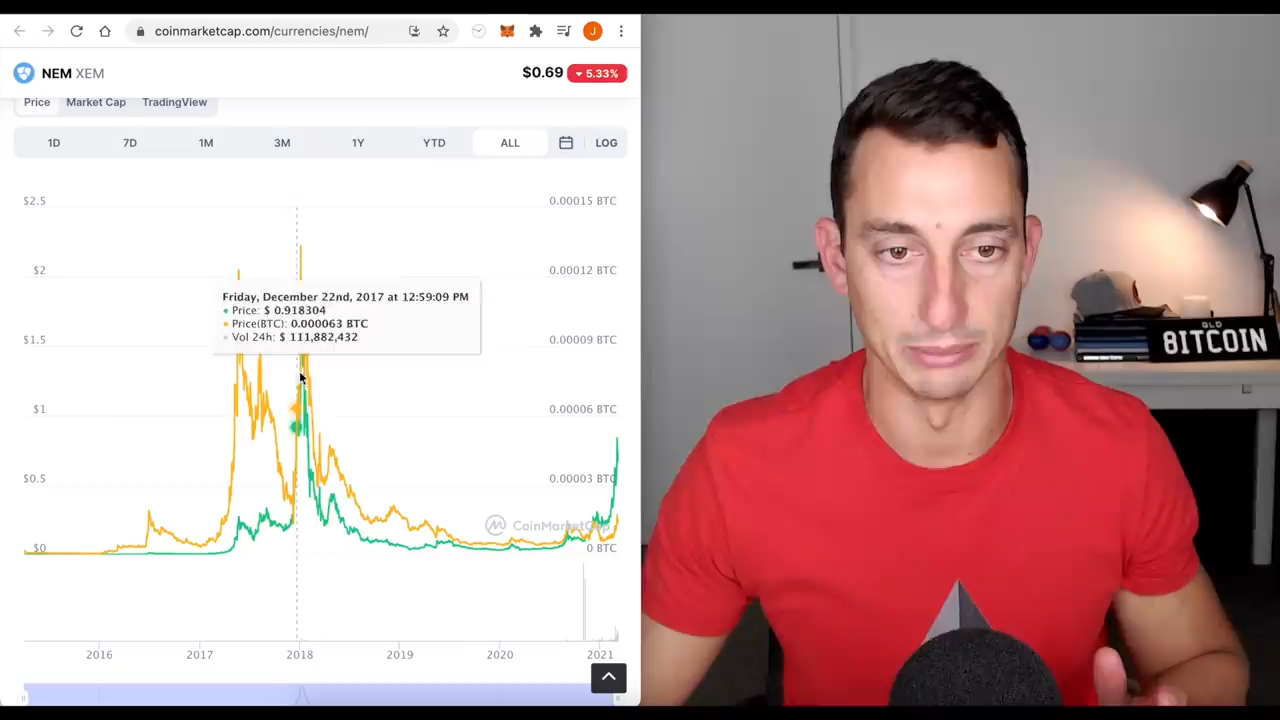 coinmarketcap.com/currencies/nem/
J
NEM XEM
$0.69
5.33%
Price Market Cap TradingView
1D 7D 1M 3M 1Y YTD ALL LOG
$2.5 0.00015 BTC
$2 0.00012 BTC
Friday, December 22nd, 2017 at 12:59:09 PM
Price: $ 0.918304
Price(BTC): 0.000063 BTC
Vol 24h: $ 111,882,432
$1.5 0.00009 BTC
$1 0.00006 BTC
$0.5 0.00003 BTC
CoinMarketCap
$0 0 BTC
2016 2017 2018 2019 2020 2021
QLD
8ITCOIN